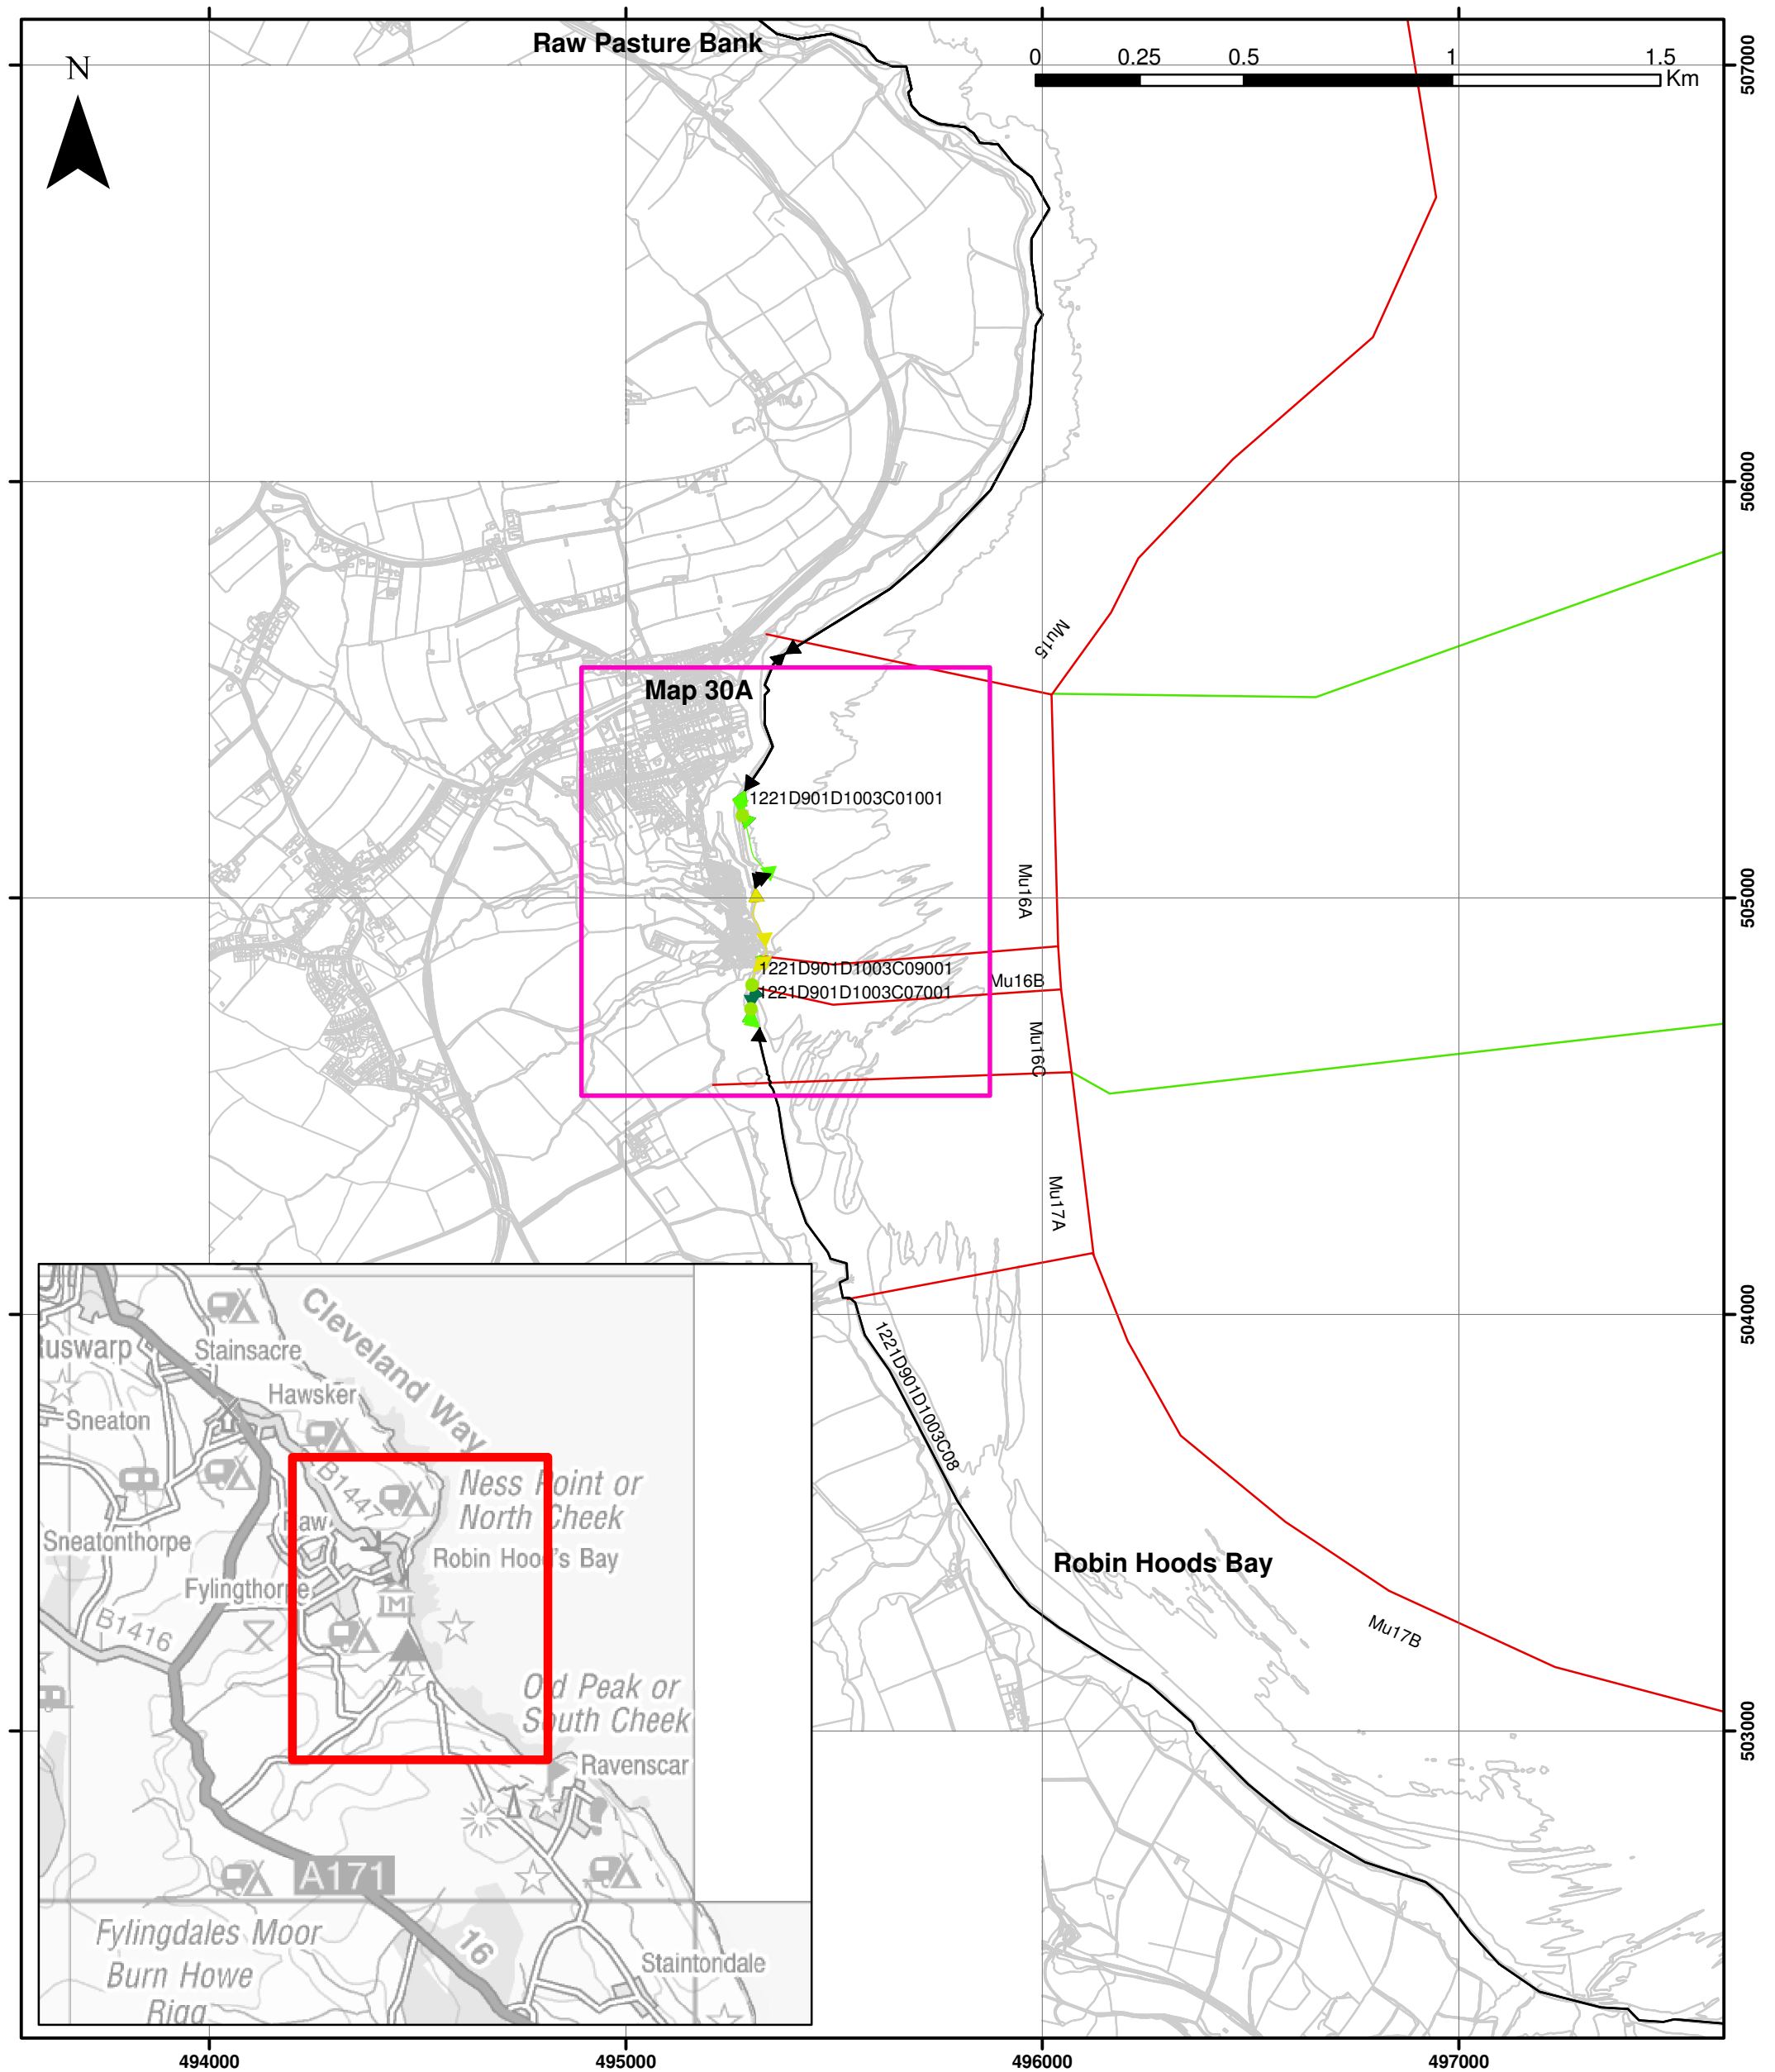 Raw Pasture Bank
N
0 0.25 0.5 1 1.5
Km
507000
506000
Mu15
Map 30A
1221D901D1003C01001
Mu16A
505000
1221D901D1003C09001
Mu16B
1221D901D1003C07001
Mu16C
Mu17A
504000
1221D901D1003C08
Robin Hoods Bay
Mu17B
503000
Cleveland Way
Ruswarp
Stainsacre
Hawsker
Sneaton
B1447
Ness Point or
North Cheek
Raw
Sneatonthorpe
Robin Hood's Bay
Fylingthorpe
M
B1416
Old Peak or
South Cheek
Ravenscar
A171
Fylingdales Moor
16
Burn Howe
Staintondale
Rigg
494000 495000 496000 497000